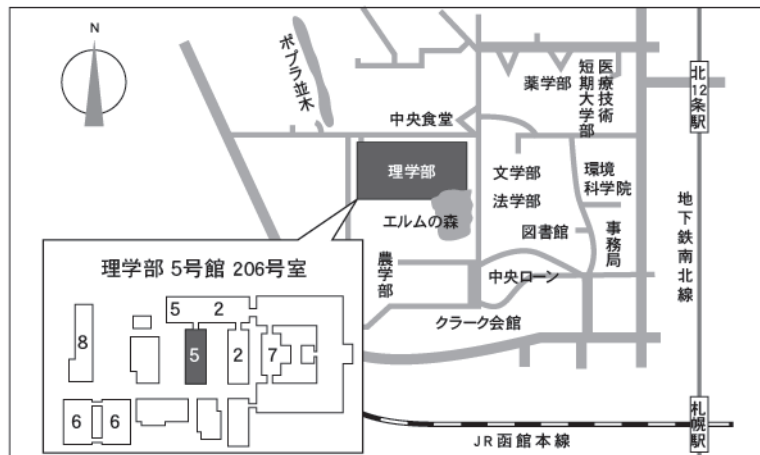 N
ポプラ並木
中央食堂
薬学部
医療技術
短期大学部
北12条駅
理学部
文学部
法学部
環境
科学院
エルムの森
図書館
事務局
地下鉄南北線
農学部
中央ローン
クラーク会館
理学部 5号館 206号室
5
2
8
5
2
7
6
6
札幌駅
JR函館本線